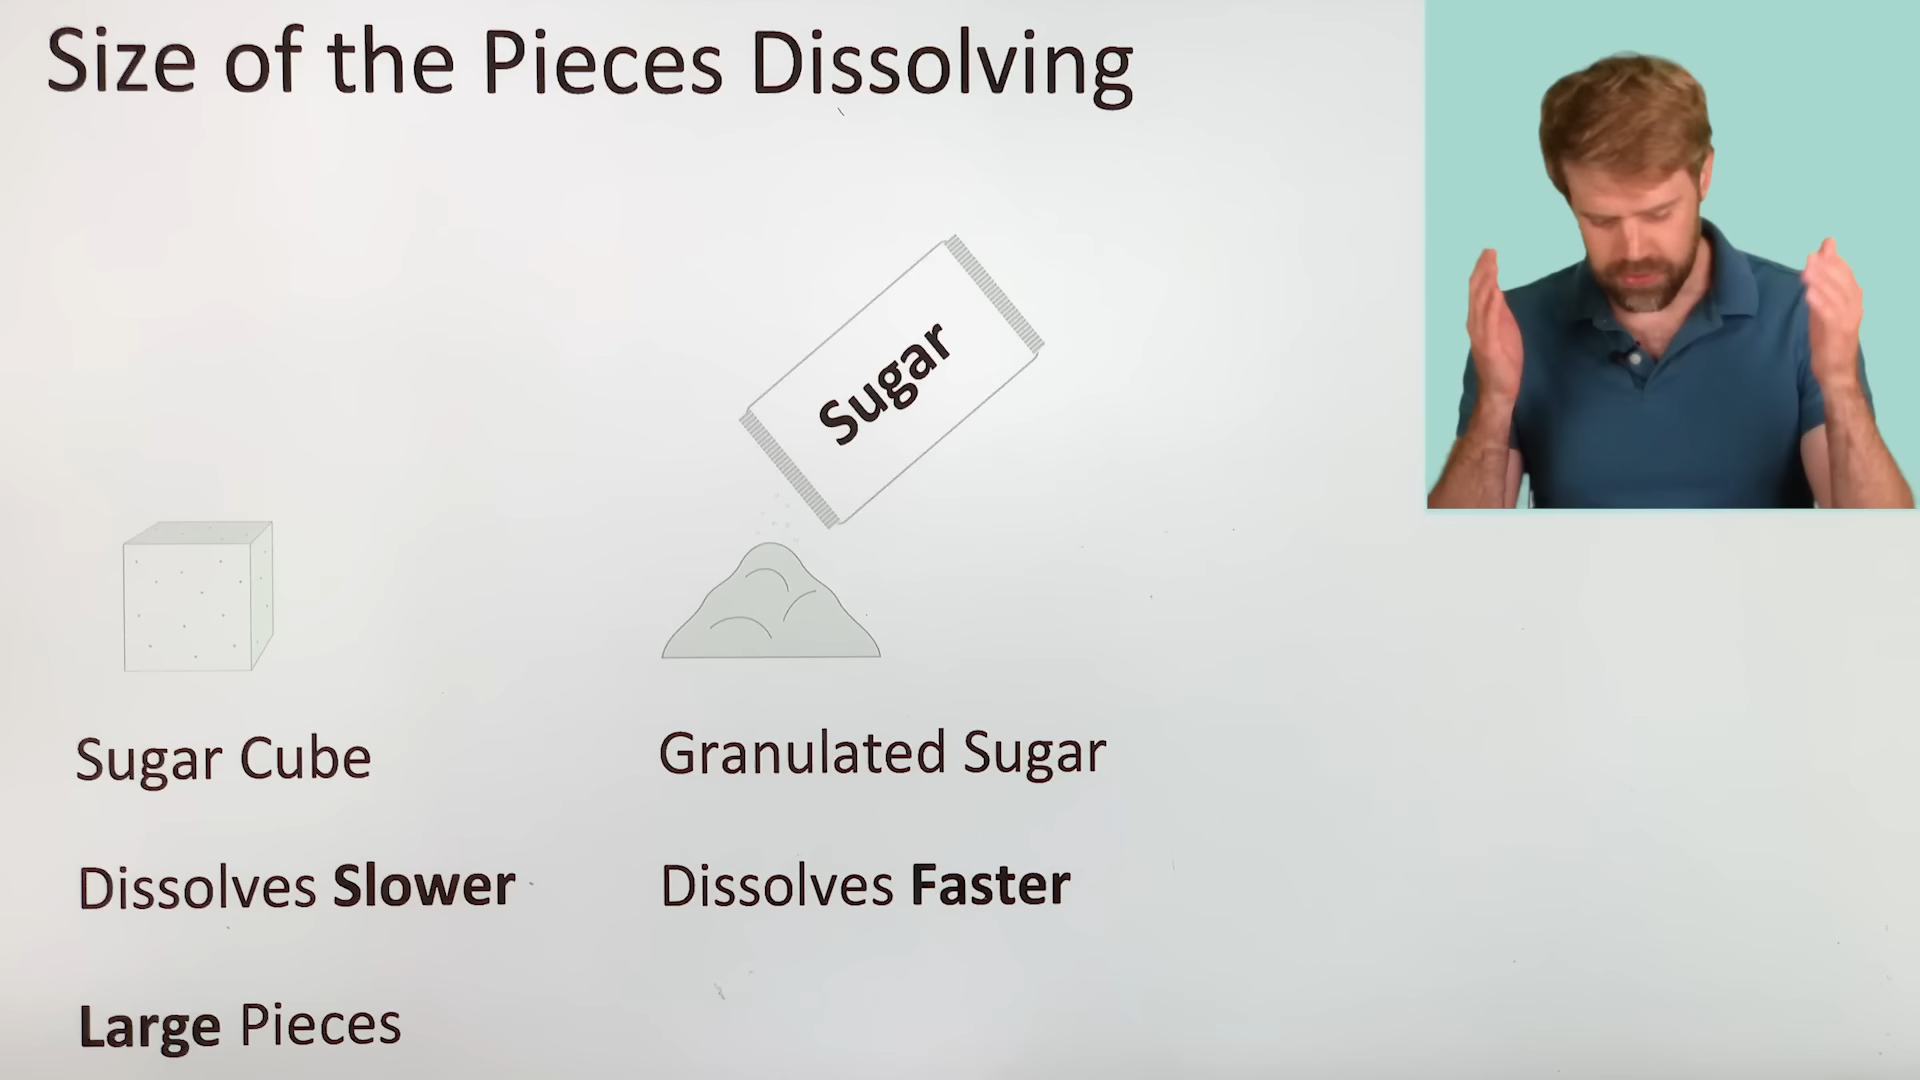 Size of the Pieces Dissolving
Sugar
Sugar Cube
Granulated Sugar
Dissolves Slower
Dissolves Faster
Large Pieces